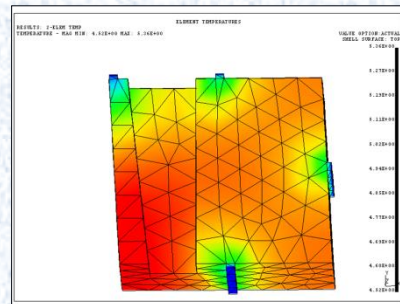 ELEMENT TEMPERATURES
RESULTS: 2-ELEM TEMP
TEMPERATURE - MAG MIN: 4.52E+00 MAX: 5.36E+00
VALUE OPTION:ACTUAL
SHELL SURFACE: TOP
5.36E+00
5.27E+00
5.19E+00
5.11E+00
5.02E+00
4.94E+00
4.85E+00
4.77E+00
4.69E+00
4.60E+00
4.52E+00